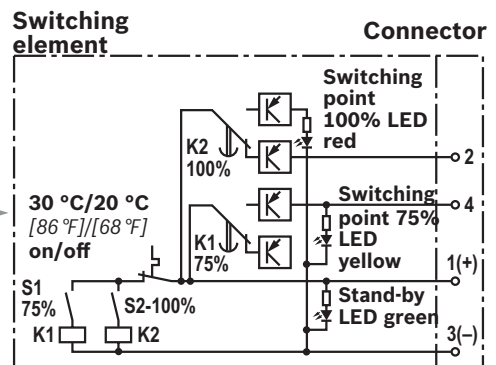 Switching
element
Connector
Switching
point
100% LED
red
K2
100%
2
4
30 °C/20 °C
[86 °F]/[68 °F]
on/off
Switching
point 75%
LED
yellow
K1
75%
1(+)
S1
75%
S2-100%
Stand-by
LED green
K1
K2
3(–)